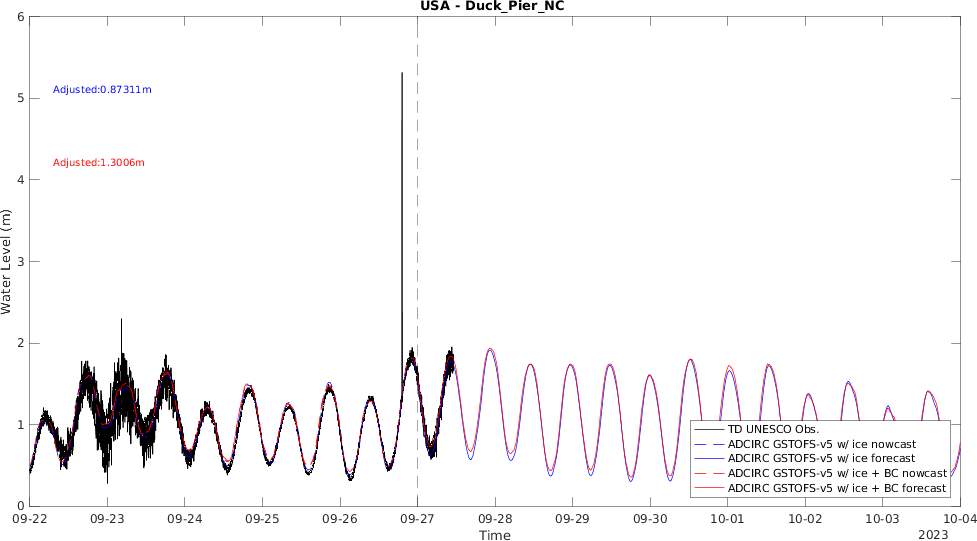 USA - Duck_Pier_NC
6
5
4
3
2
1
0
Water Level (m)
Adjusted:0.87311m
Adjusted:1.3006m
TD UNESCO Obs.
ADCIRC GSTOFS-v5 w/ ice nowcast
ADCIRC GSTOFS-v5 w/ ice forecast
ADCIRC GSTOFS-v5 w/ ice + BC nowcast
ADCIRC GSTOFS-v5 w/ ice + BC forecast
09-22 09-23 09-24 09-25 09-26 09-27 09-28 09-29 09-30 10-01 10-02 10-03 10-04
Time
2023